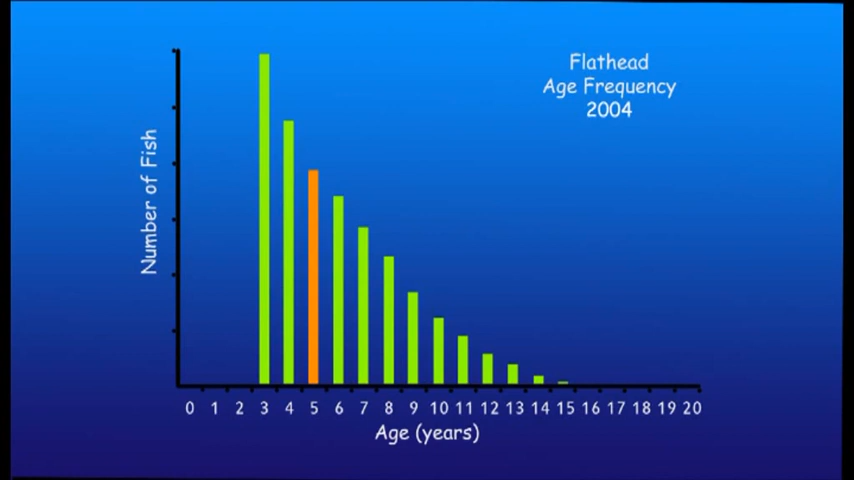 Flathead
Age Frequency
2004
Number of Fish
0 1 2 3 4 5 6 7 8 9 10 11 12 13 14 15 16 17 18 19 20
Age (years)